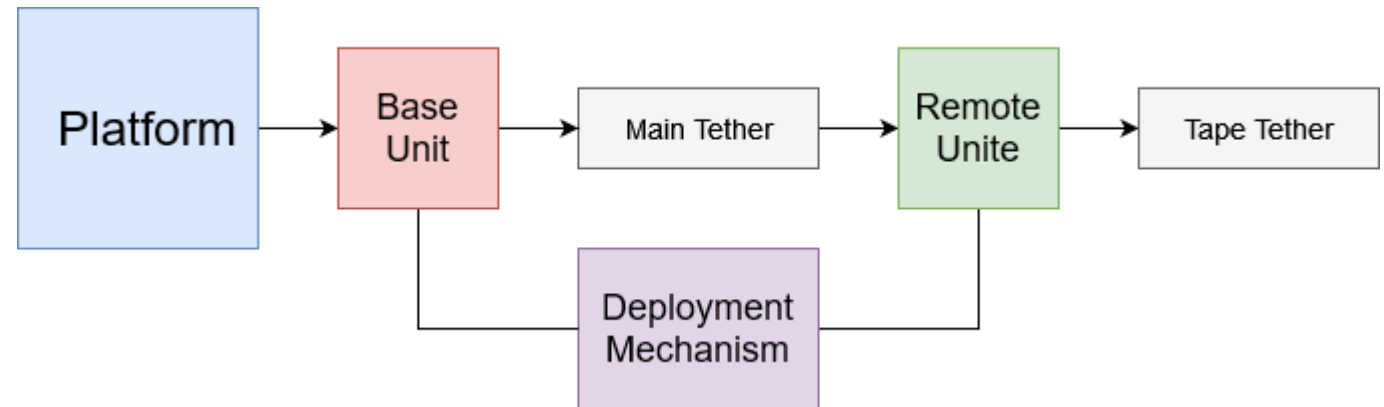 Platform
Base
Unit
Main Tether
Remote
Unite
Tape Tether
Deployment
Mechanism